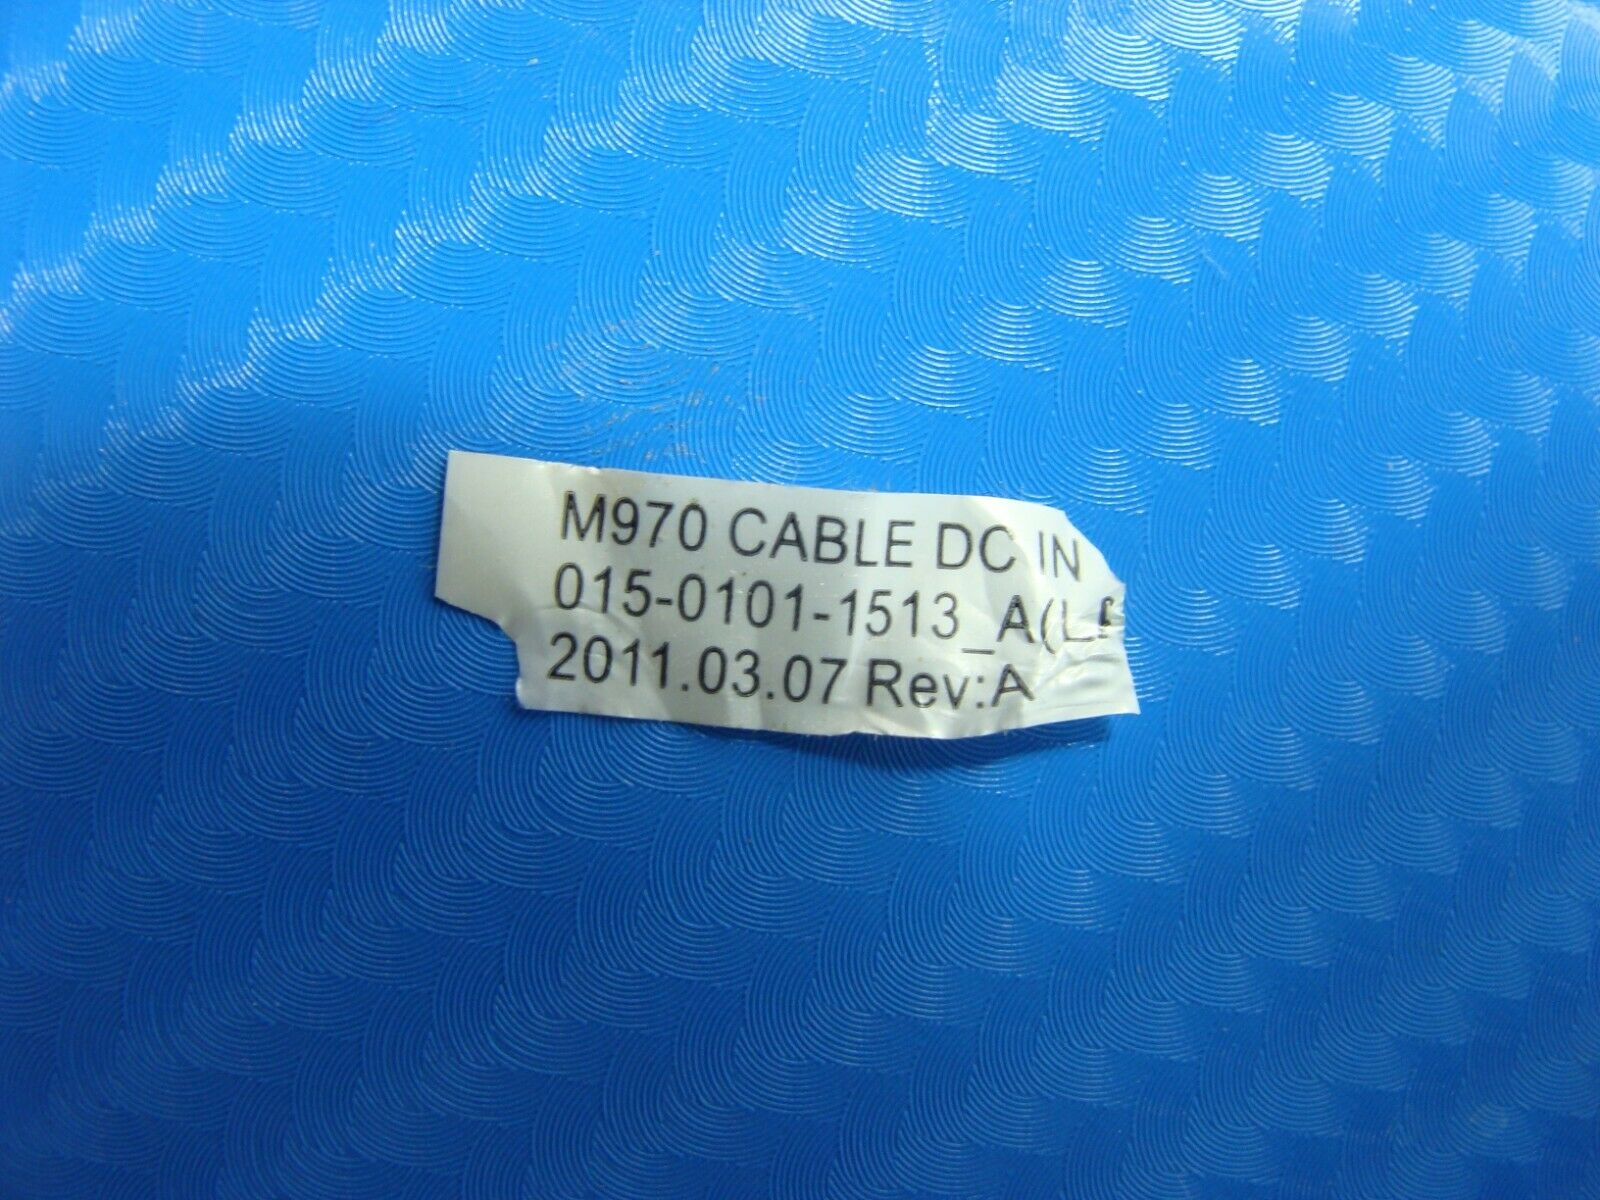 M970 CABLE DC IN
015-0101-1513_A(L
2011.03.07 Rev:A